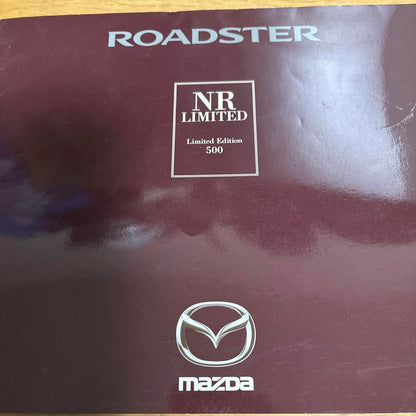 ROADSTER
NR
LIMITED
Limited Edition
500
mazda